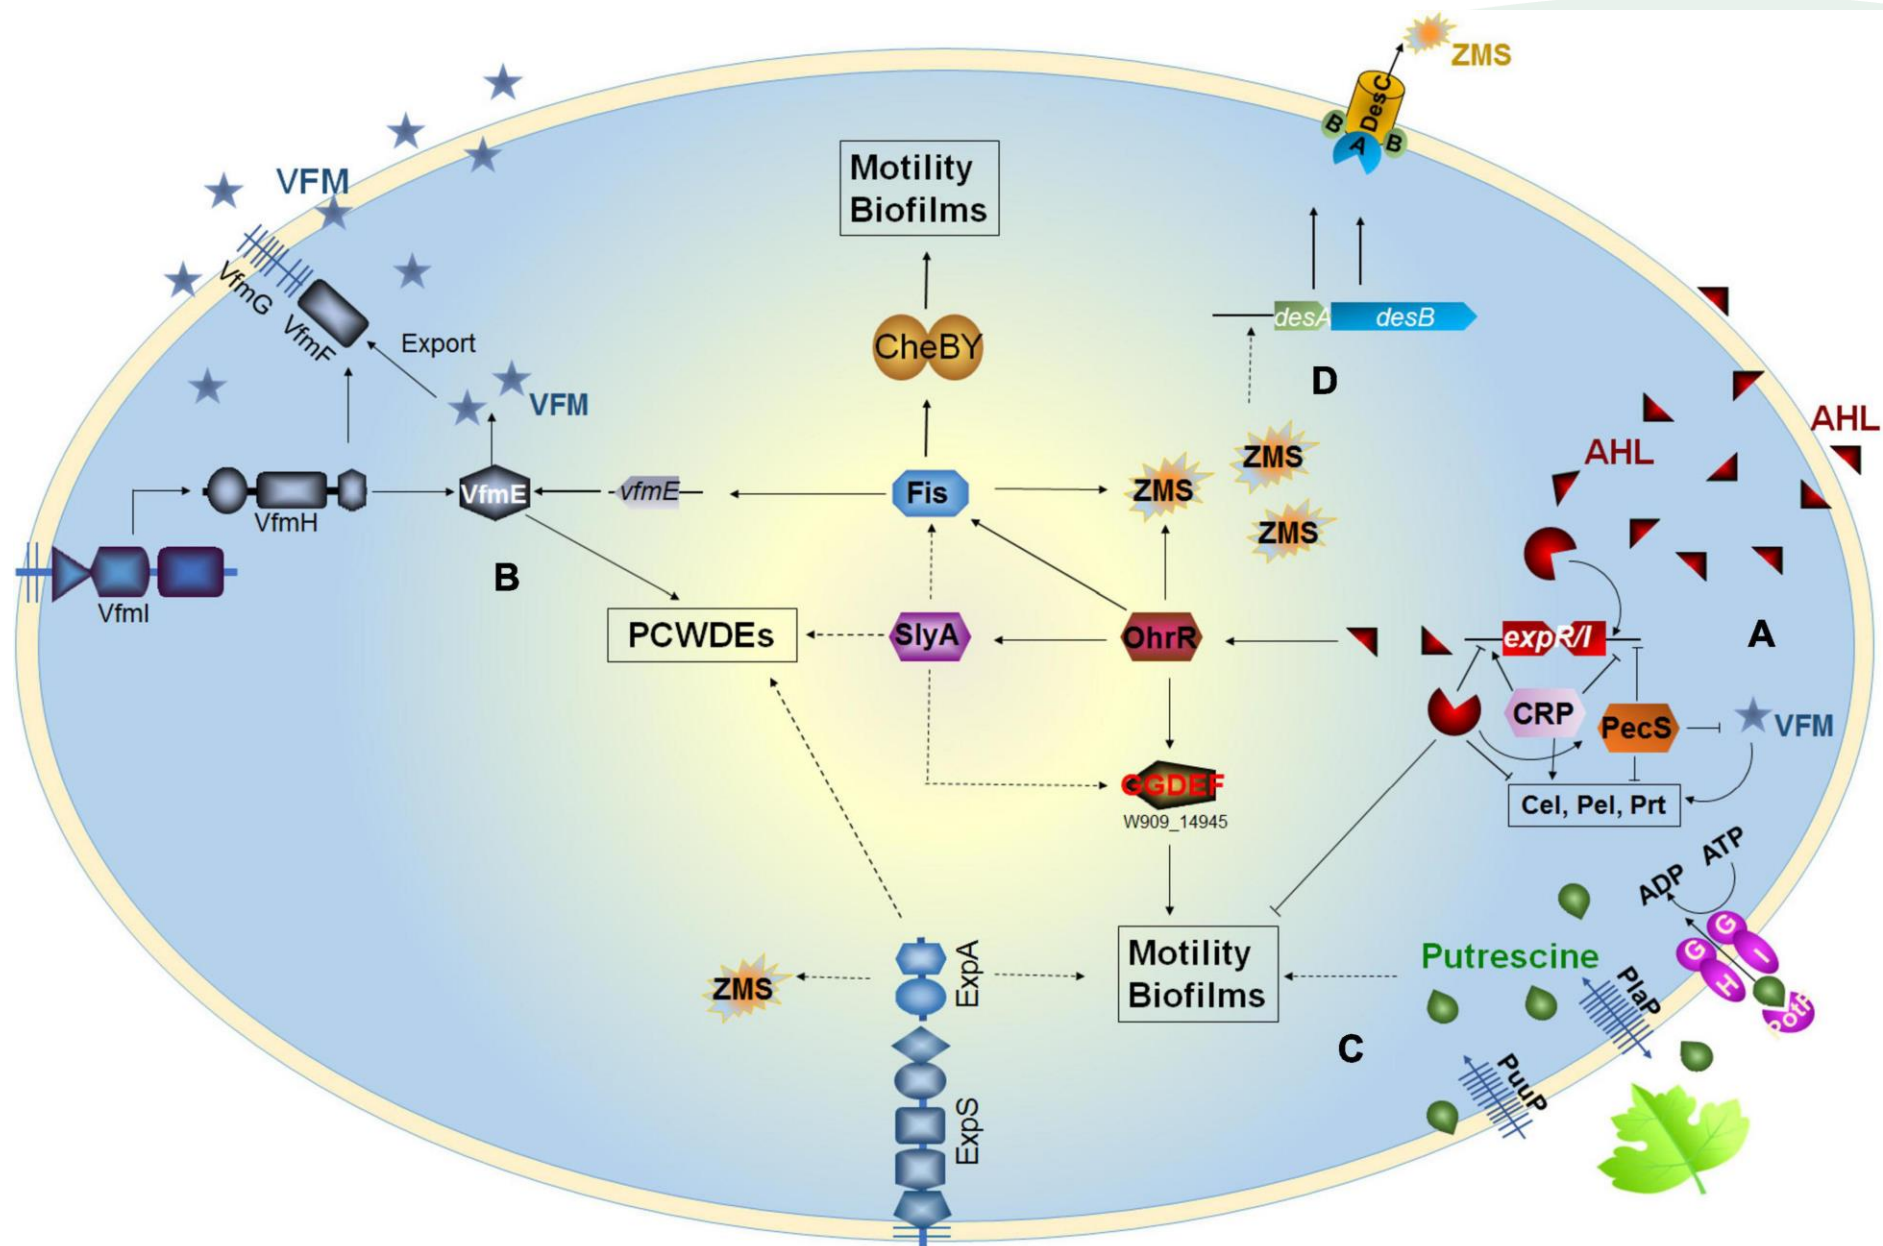 ZMS
DesC
B
A
B
Motility
Biofilms
VFM
VfmG
VfmF
Export
VFM
CheBY
desA
desB
D
AHL
AHL
ZMS
ZMS
ZMS
Fis
vfmE
VfmE
VfmH
VfmI
B
PCWDEs
SlyA
OhrR
expR/I
A
CRP
PecS
VFM
Cel, Pel, Prt
GGDEF
W909_14945
ATP
ADP
G
G
I
H
PotF
Putrescine
PlaP
PuuP
Motility
Biofilms
C
ZMS
ExpA
ExpS